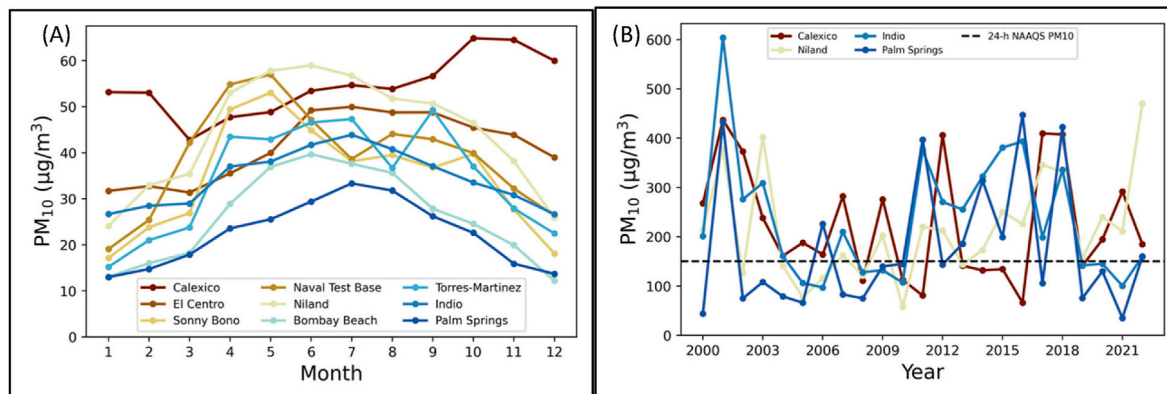 (A)
60
50
40
30
20
10
0
PM10 (µg/m³)
Calexico
El Centro
Sonny Bono
Naval Test Base
Niland
Bombay Beach
Torres-Martinez
Indio
Palm Springs
1 2 3 4 5 6 7 8 9 10 11 12
Month
(B)
600
500
400
300
200
100
0
PM10 (µg/m³)
Calexico
Niland
Indio
Palm Springs
24-h NAAQS PM10
2000 2003 2006 2009 2012 2015 2018 2021
Year